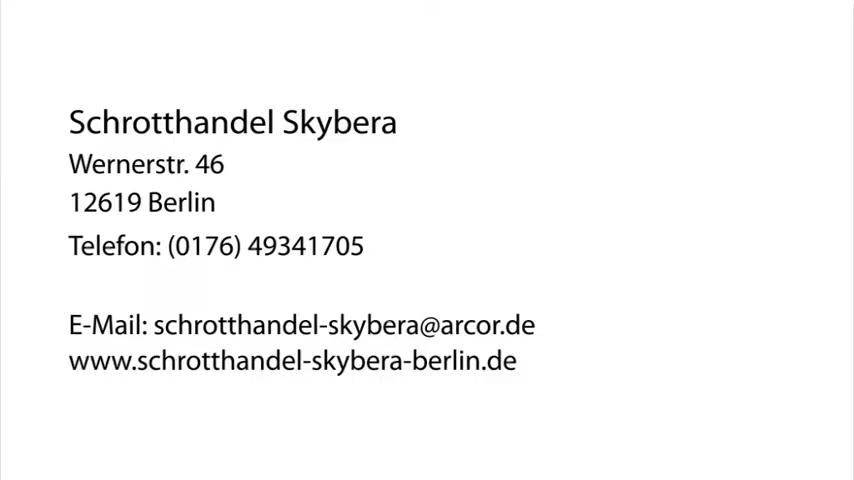 Schrotthandel Skybera
Wernerstr. 46
12619 Berlin
Telefon: (0176) 49341705
E-Mail: schrotthandel-skybera@arcor.de
www.schrotthandel-skybera-berlin.de